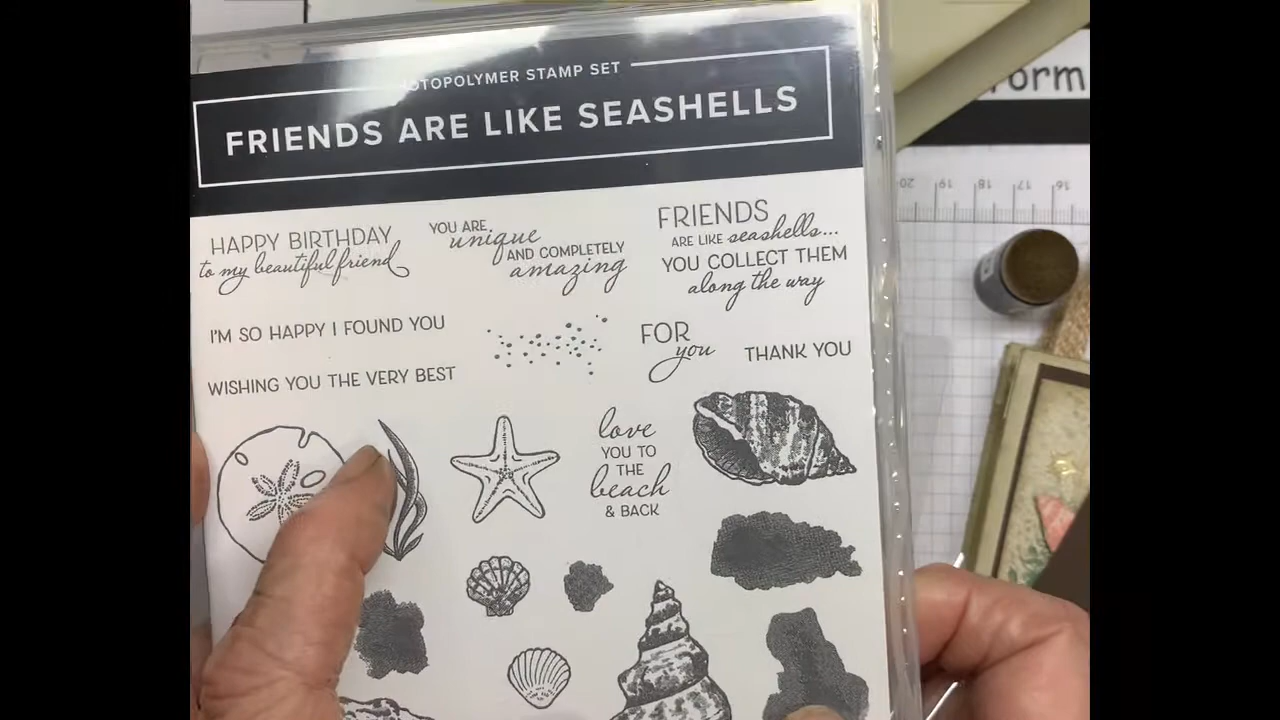 OTOPOLYMER STAMP SET
FRIENDS ARE LIKE SEASHELLS
HAPPY BIRTHDAY
to my beautiful friend
YOU ARE
unique
AND COMPLETELY
amazing
FRIENDS
ARE LIKE seashells...
YOU COLLECT THEM
along the way
I'M SO HAPPY I FOUND YOU
FOR
you
THANK YOU
WISHING YOU THE VERY BEST
love
YOU TO
THE
beach
& BACK
orm
20 19 18 17 16